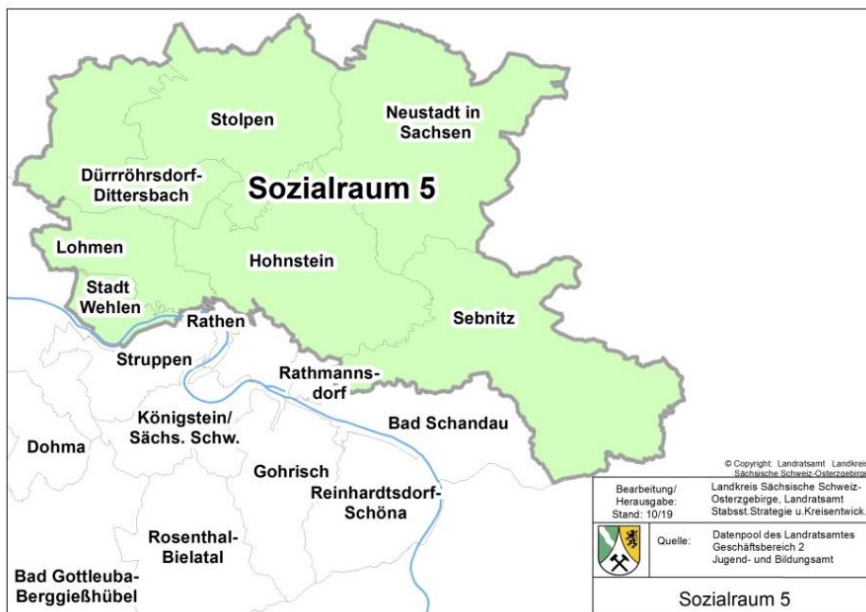 Stolpen
Neustadt in
Sachsen
Dürrröhrsdorf-
Dittersbach
Sozialraum 5
Lohmen
Hohnstein
Stadt
Wehlen
Sebnitz
Rathen
Struppen
Rathmanns-
dorf
Königstein/
Sächs. Schw.
Bad Schandau
Dohma
Gohrisch
Reinhardtsdorf-
Schöna
Rosenthal-
Bielatal
Bad Gottleuba-
Berggießhübel
© Copyright: Landratsamt Landkreis
Sächsische Schweiz-Osterzgebirge
Bearbeitung/
Herausgabe:
Stand: 10/19
Landkreis Sächsische Schweiz-
Osterzgebirge, Landratsamt
Stabsst.Strategie u.Kreisentwick.
Quelle:
Datenpool des Landratsamtes
Geschäftsbereich 2
Jugend- und Bildungsamt
Sozialraum 5